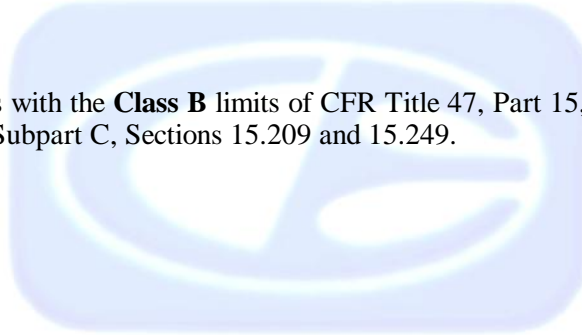 s with the Class B limits of CFR Title 47, Part 15,
Subpart C, Sections 15.209 and 15.249.